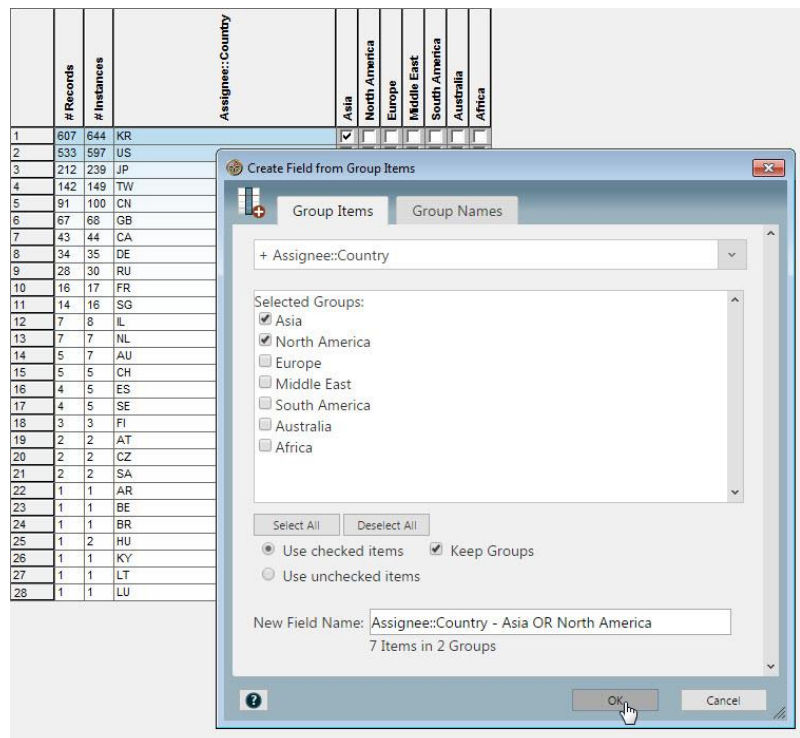 # Records # Instances Assignee::Country Asia North America Europe Middle East South America Australia Africa
1 607 644 KR
2 533 597 US
3 212 239 JP
4 142 149 TW
5 91 100 CN
6 67 68 GB
7 43 44 CA
8 34 35 DE
9 28 30 RU
10 16 17 FR
11 14 16 SG
12 7 8 IL
13 7 7 NL
14 5 7 AU
15 5 5 CH
16 4 5 ES
17 4 5 SE
18 3 3 FI
19 2 2 AT
20 2 2 CZ
21 2 2 SA
22 1 1 AR
23 1 1 BE
24 1 1 BR
25 1 2 HU
26 1 1 KY
27 1 1 LT
28 1 1 LU
Create Field from Group Items
Group Items Group Names
+ Assignee::Country
Selected Groups:
Asia
North America
Europe
Middle East
South America
Australia
Africa
Select All Deselect All
Use checked items Keep Groups
Use unchecked items
New Field Name: Assignee::Country - Asia OR North America
7 Items in 2 Groups
? OK Cancel